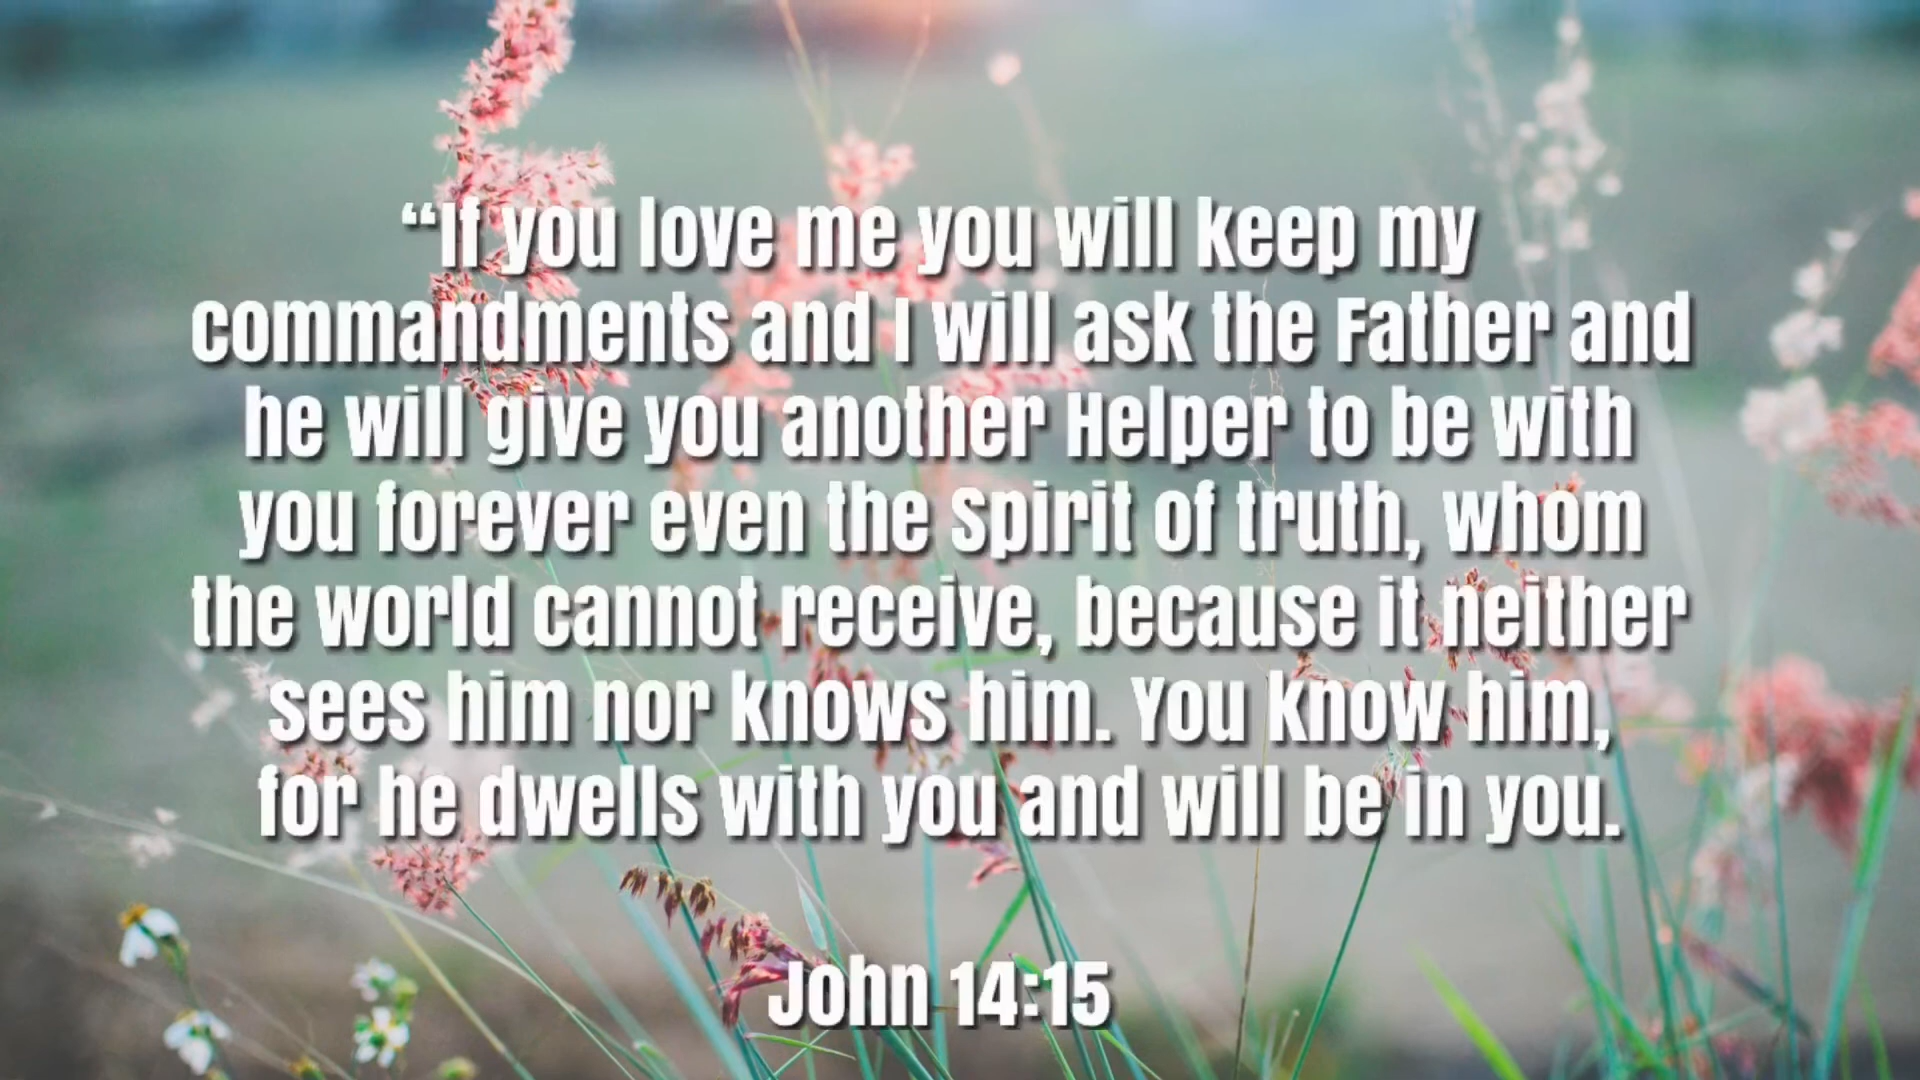 “If you love me you will keep my
commandments and I will ask the Father and
he will give you another Helper to be with
you forever even the Spirit of truth, whom
the world cannot receive, because it neither
sees him nor knows him. You know him,
for he dwells with you and will be in you.
John 14:15